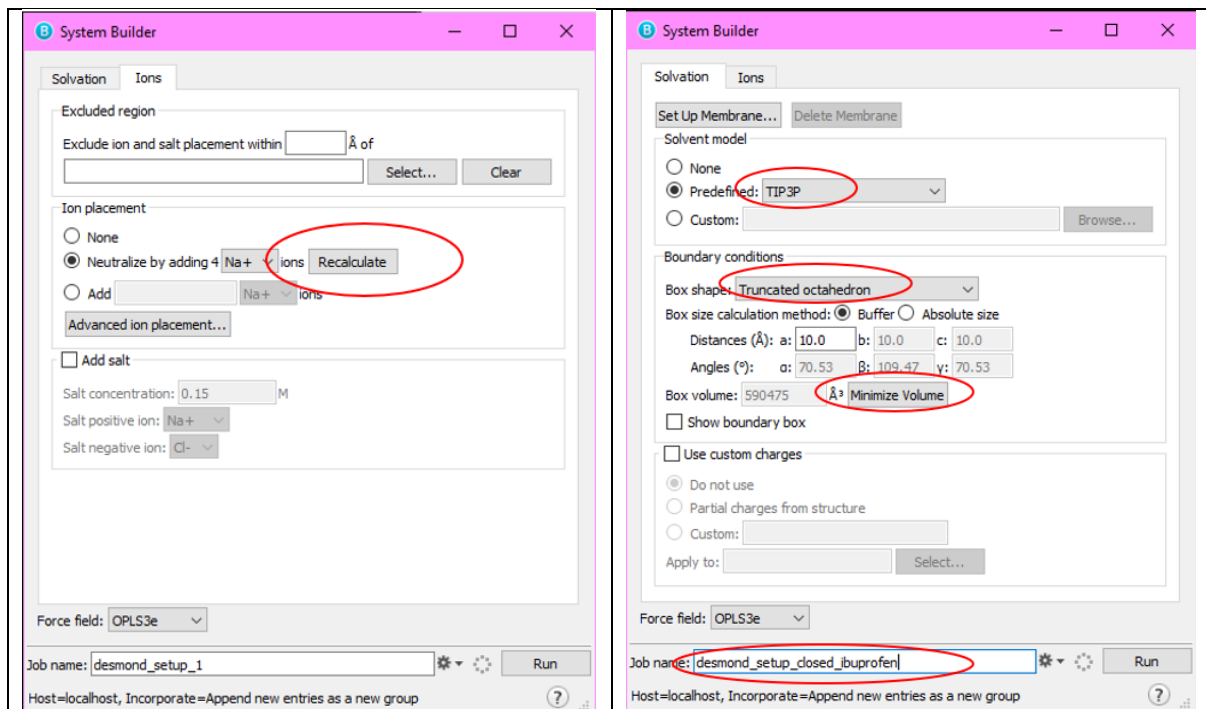 System Builder
Solvation Ions
Excluded region
Exclude ion and salt placement within Å of
Select... Clear
Ion placement
None
Neutralize by adding 4 Na+ ions Recalculate
Add Na+ ions
Advanced ion placement...
Add salt
Salt concentration: 0.15 M
Salt positive ion: Na+
Salt negative ion: Cl-
Force field: OPLS3e
Job name: desmond_setup_1 Run
Host=localhost, Incorporate=Append new entries as a new group ?
System Builder
Solvation Ions
Set Up Membrane... Delete Membrane
Solvent model
None
Predefined: TIP3P
Custom: Browse...
Boundary conditions
Box shape: Truncated octahedron
Box size calculation method: Buffer Absolute size
Distances (Å): a: 10.0 b: 10.0 c: 10.0
Angles (°): α: 70.53 β: 109.47 γ: 70.53
Box volume: 590475 Å³ Minimize Volume
Show boundary box
Use custom charges
Do not use
Partial charges from structure
Custom:
Apply to: Select...
Force field: OPLS3e
Job name: desmond_setup_closed_ibuprofen Run
Host=localhost, Incorporate=Append new entries as a new group ?